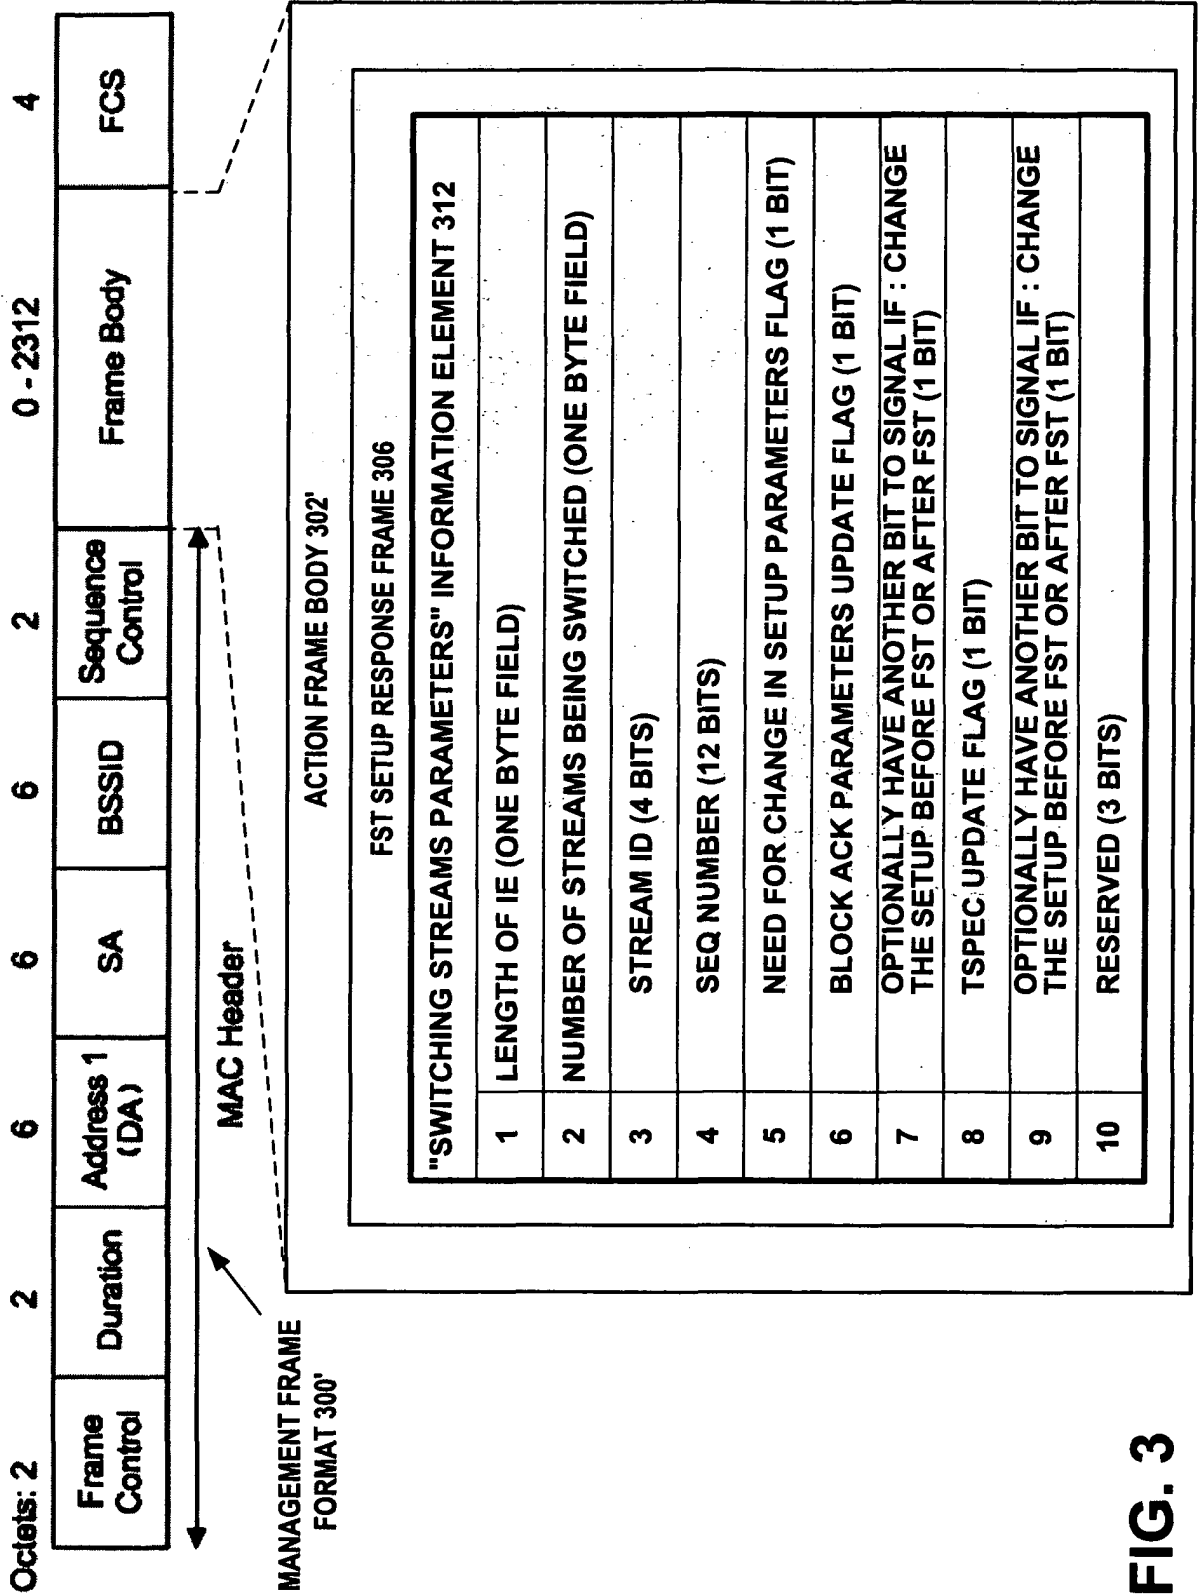 Octets: 2 2 6 6 6 2 0 - 2312 4
Frame Control
Duration
Address 1 (DA)
SA
BSSID
Sequence Control
Frame Body
FCS
MAC Header
MANAGEMENT FRAME
FORMAT 300'
ACTION FRAME BODY 302'
FST SETUP RESPONSE FRAME 306
"SWITCHING STREAMS PARAMETERS" INFORMATION ELEMENT 312
1 LENGTH OF IE (ONE BYTE FIELD)
2 NUMBER OF STREAMS BEING SWITCHED (ONE BYTE FIELD)
3 STREAM ID (4 BITS)
4 SEQ NUMBER (12 BITS)
5 NEED FOR CHANGE IN SETUP PARAMETERS FLAG (1 BIT)
6 BLOCK ACK PARAMETERS UPDATE FLAG (1 BIT)
7 OPTIONALLY HAVE ANOTHER BIT TO SIGNAL IF : CHANGE
THE SETUP BEFORE FST OR AFTER FST (1 BIT)
8 TSPEC UPDATE FLAG (1 BIT)
9 OPTIONALLY HAVE ANOTHER BIT TO SIGNAL IF : CHANGE
THE SETUP BEFORE FST OR AFTER FST (1 BIT)
10 RESERVED (3 BITS)
FIG. 3